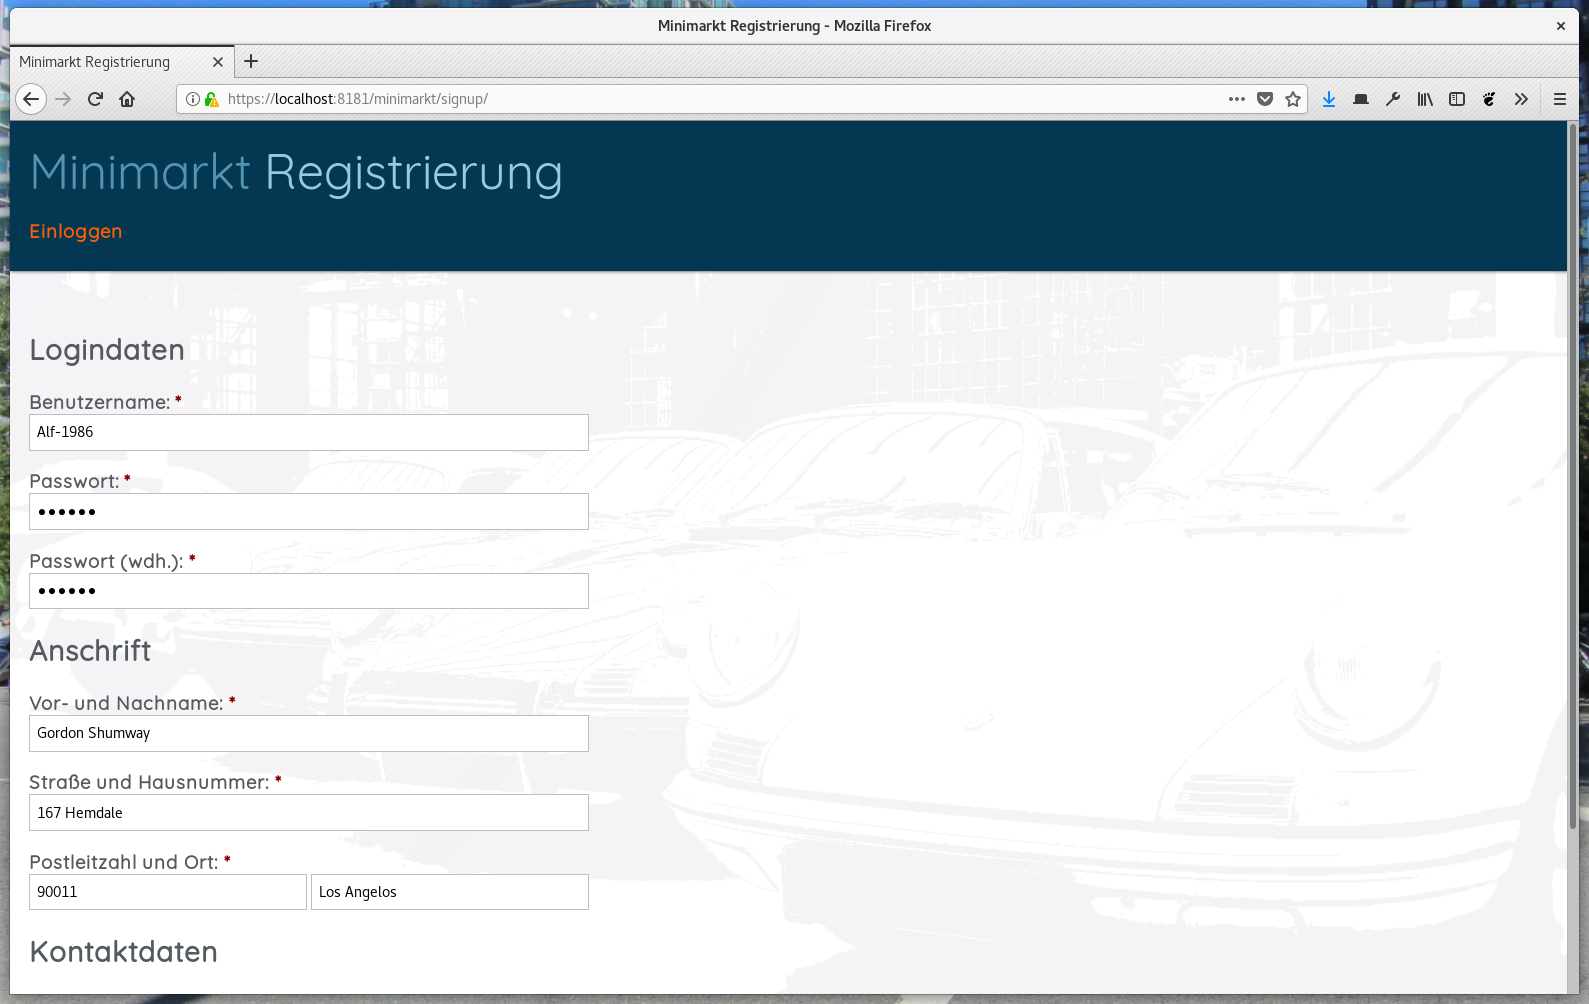 Minimarkt Registrierung - Mozilla Firefox
Minimarkt Registrierung
https://localhost:8181/minimarkt/signup/
Minimarkt Registrierung
Einloggen
Logindaten
Benutzername: *
Alf-1986
Passwort: *
••••••
Passwort (wdh.): *
••••••
Anschrift
Vor- und Nachname: *
Gordon Shumway
Straße und Hausnummer: *
167 Hemdale
Postleitzahl und Ort: *
90011 Los Angelos
Kontaktdaten